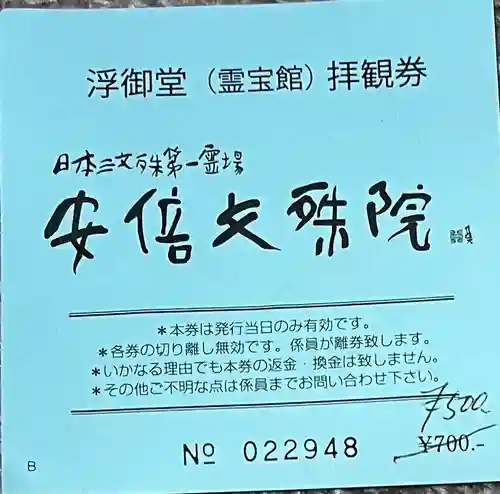 浮御堂（霊宝館）拝観券
日本三文殊第一霊場
安倍文殊院
＊本券は発行当日のみ有効です。
＊各券の切り離し無効です。係員が離券致します。
＊いかなる理由でも本券の返金・換金は致しません。
＊その他ご不明な点は係員までお問い合わせ下さい。
¥500-
¥700.-
№ 022948
B